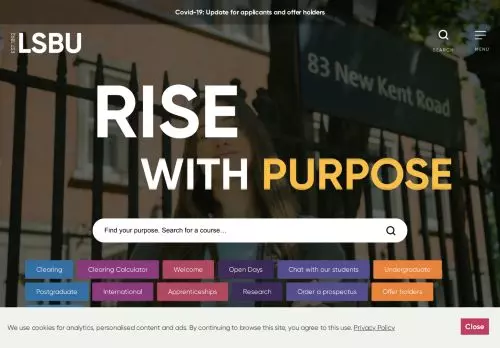 Covid-19: Update for applicants and offer holders
EST 1892
LSBU
SEARCH
MENU
83 New Kent Road
RISE
WITH PURPOSE
Find your purpose. Search for a course...
Clearing
Clearing Calculator
Welcome
Open Days
Chat with our students
Undergraduate
Postgraduate
International
Apprenticeships
Research
Order a prospectus
Offer holders
We use cookies for analytics, personalised content and ads. By continuing to browse this site, you agree to this use. Privacy Policy
Close